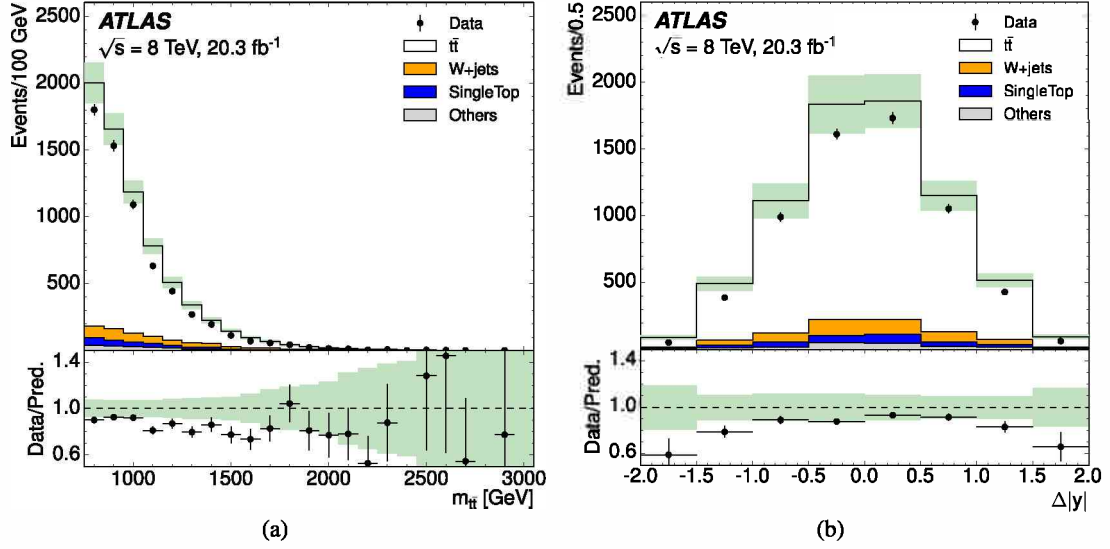 ATLAS
√s = 8 TeV, 20.3 fb-1
Data
tt̄
W+jets
SingleTop
Others
Events/100 GeV
2500
2000
1500
1000
500
Data/Pred.
1.4
1.0
0.6
1000 1400 1800 2200 2600 3000
m_tt̄ [GeV]
(a)
ATLAS
√s = 8 TeV, 20.3 fb-1
Data
tt̄
W+jets
SingleTop
Others
Events/0.5
2500
2000
1500
1000
500
Data/Pred.
1.4
1.0
0.6
-2.0 -1.5 -1.0 -0.5 0.0 0.5 1.0 1.5 2.0
Δ|y|
(b)